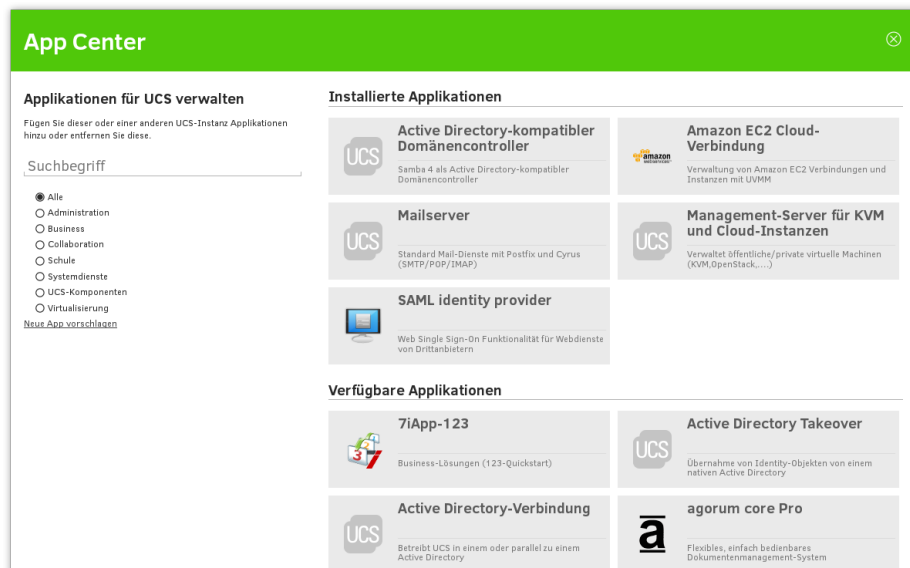 App Center
Applikationen für UCS verwalten
Fügen Sie dieser oder einer anderen UCS-Instanz Applikationen
hinzu oder entfernen Sie diese.
Suchbegriff
Alle
Administration
Business
Collaboration
Schule
Systemdienste
UCS-Komponenten
Virtualisierung
Neue App vorschlagen
Installierte Applikationen
UCS
Active Directory-kompatibler
Domänencontroller
Samba 4 als Active Directory-kompatibler
Domänencontroller
amazon
Amazon EC2 Cloud-
Verbindung
Verwaltung von Amazon EC2 Verbindungen und
Instanzen mit UVMM
UCS
Mailserver
Standard Mail-Dienste mit Postfix und Cyrus
(SMTP/POP/IMAP)
UCS
Management-Server für KVM
und Cloud-Instanzen
Verwaltet öffentliche/private virtuelle Machinen
(KVM,OpenStack,....)
SAML identity provider
Web Single Sign-On Funktionalität für Webdienste
von Drittanbietern
Verfügbare Applikationen
7iApp-123
Business-Lösungen (123-Quickstart)
UCS
Active Directory Takeover
Übernahme von Identity-Objekten von einem
nativen Active Directory
UCS
Active Directory-Verbindung
Betreibt UCS in einem oder parallel zu einem
Active Directory
a
agorum core Pro
Flexibles, einfach bedienbares
Dokumentenmanagement-System